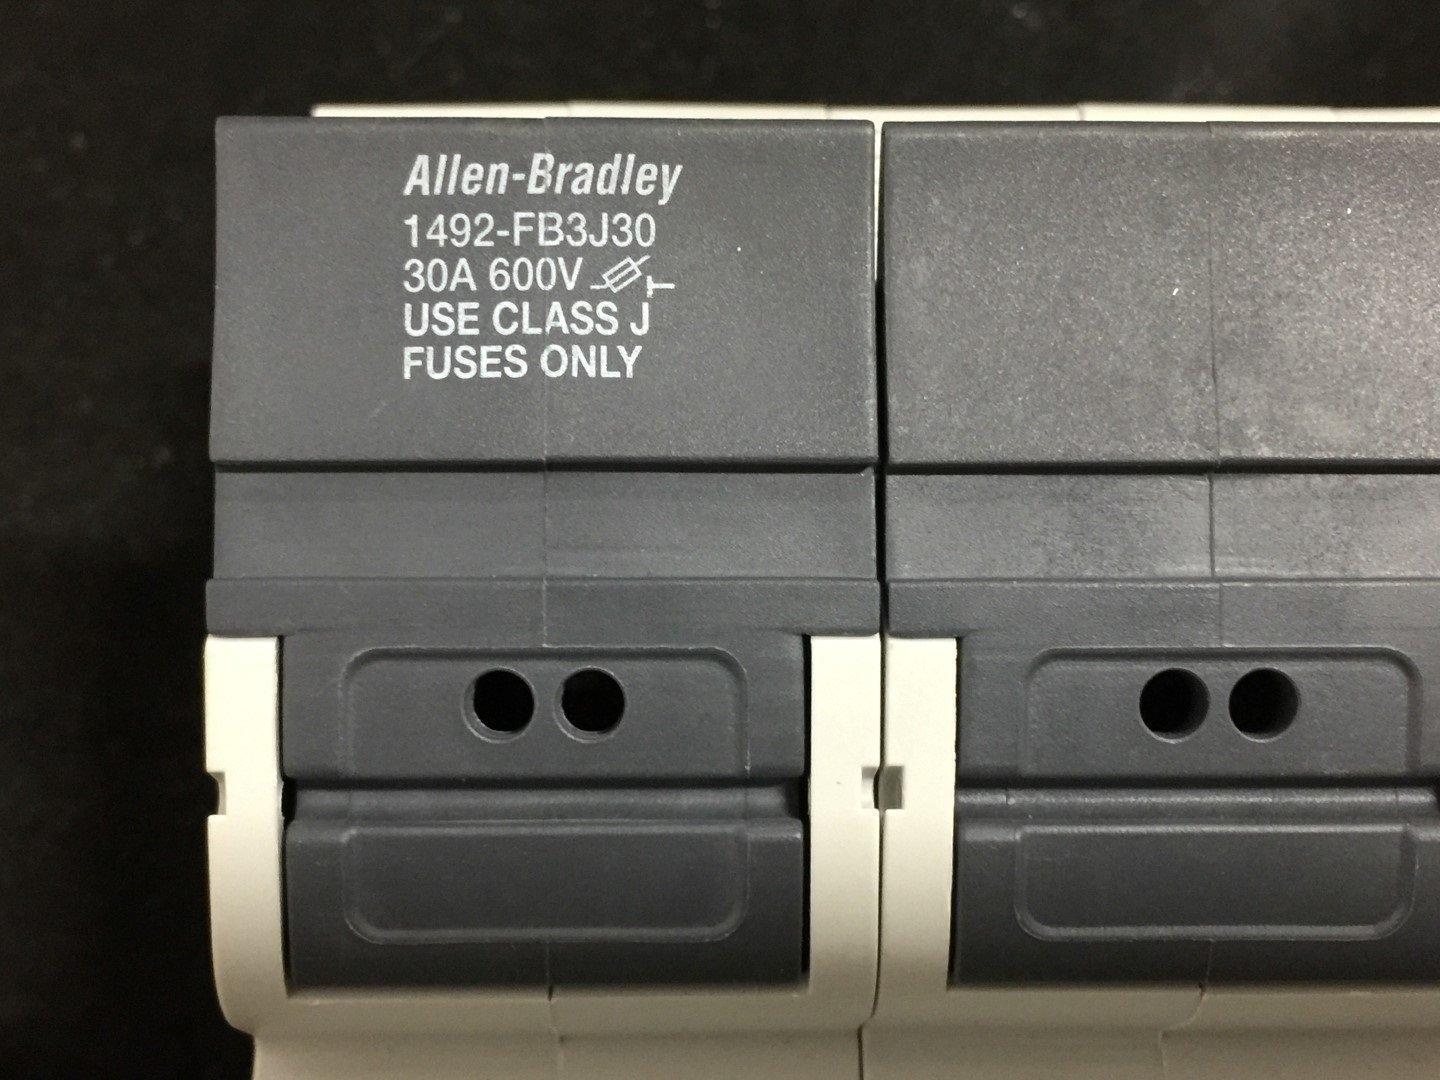 Allen-Bradley
1492-FB3J30
30A 600V
USE CLASS J
FUSES ONLY